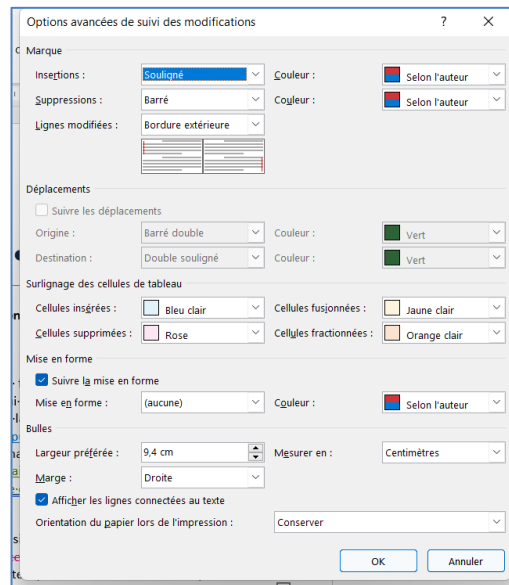 Options avancées de suivi des modifications ? ×
Marque
Insertions : Souligné Couleur : Selon l'auteur
Suppressions : Barré Couleur : Selon l'auteur
Lignes modifiées : Bordure extérieure
Déplacements
Suivre les déplacements
Origine : Barré double Couleur : Vert
Destination : Double souligné Couleur : Vert
Surlignage des cellules de tableau
Cellules insérées : Bleu clair Cellules fusionnées : Jaune clair
Cellules supprimées : Rose Cellules fractionnées : Orange clair
Mise en forme
Suivre la mise en forme
Mise en forme : (aucune) Couleur : Selon l'auteur
Bulles
Largeur préférée : 9,4 cm Mesurer en : Centimètres
Marge : Droite
Afficher les lignes connectées au texte
Orientation du papier lors de l'impression : Conserver
OK Annuler